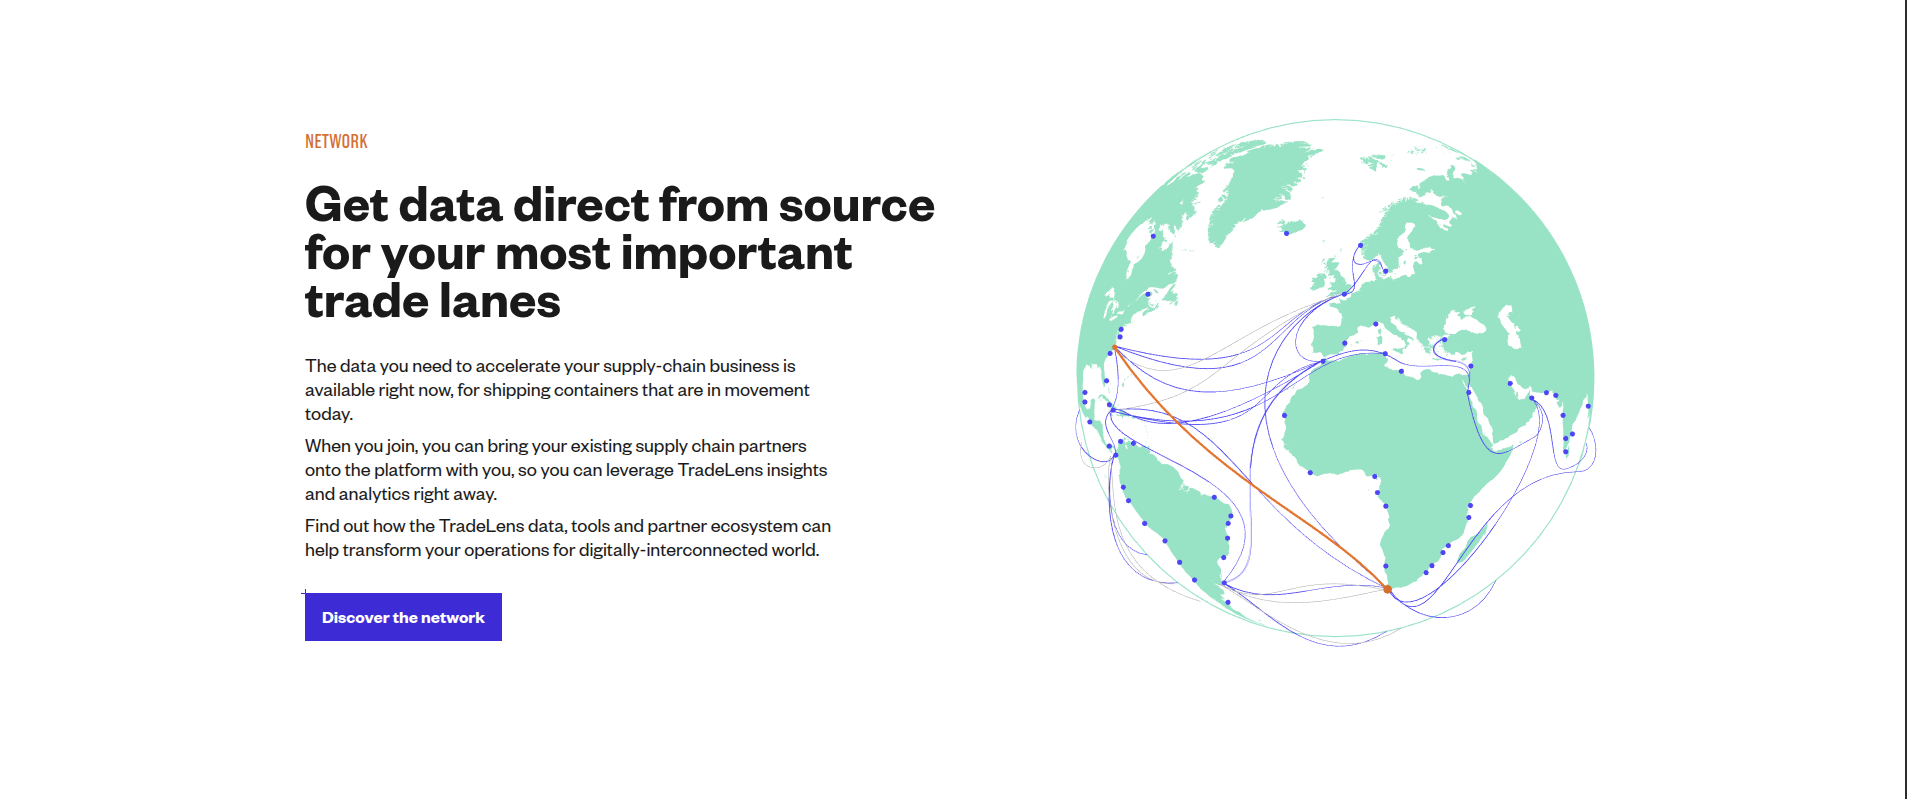 NETWORK
Get data direct from source
for your most important
trade lanes
The data you need to accelerate your supply-chain business is
available right now, for shipping containers that are in movement
today.
When you join, you can bring your existing supply chain partners
onto the platform with you, so you can leverage TradeLens insights
and analytics right away.
Find out how the TradeLens data, tools and partner ecosystem can
help transform your operations for digitally-interconnected world.
Discover the network